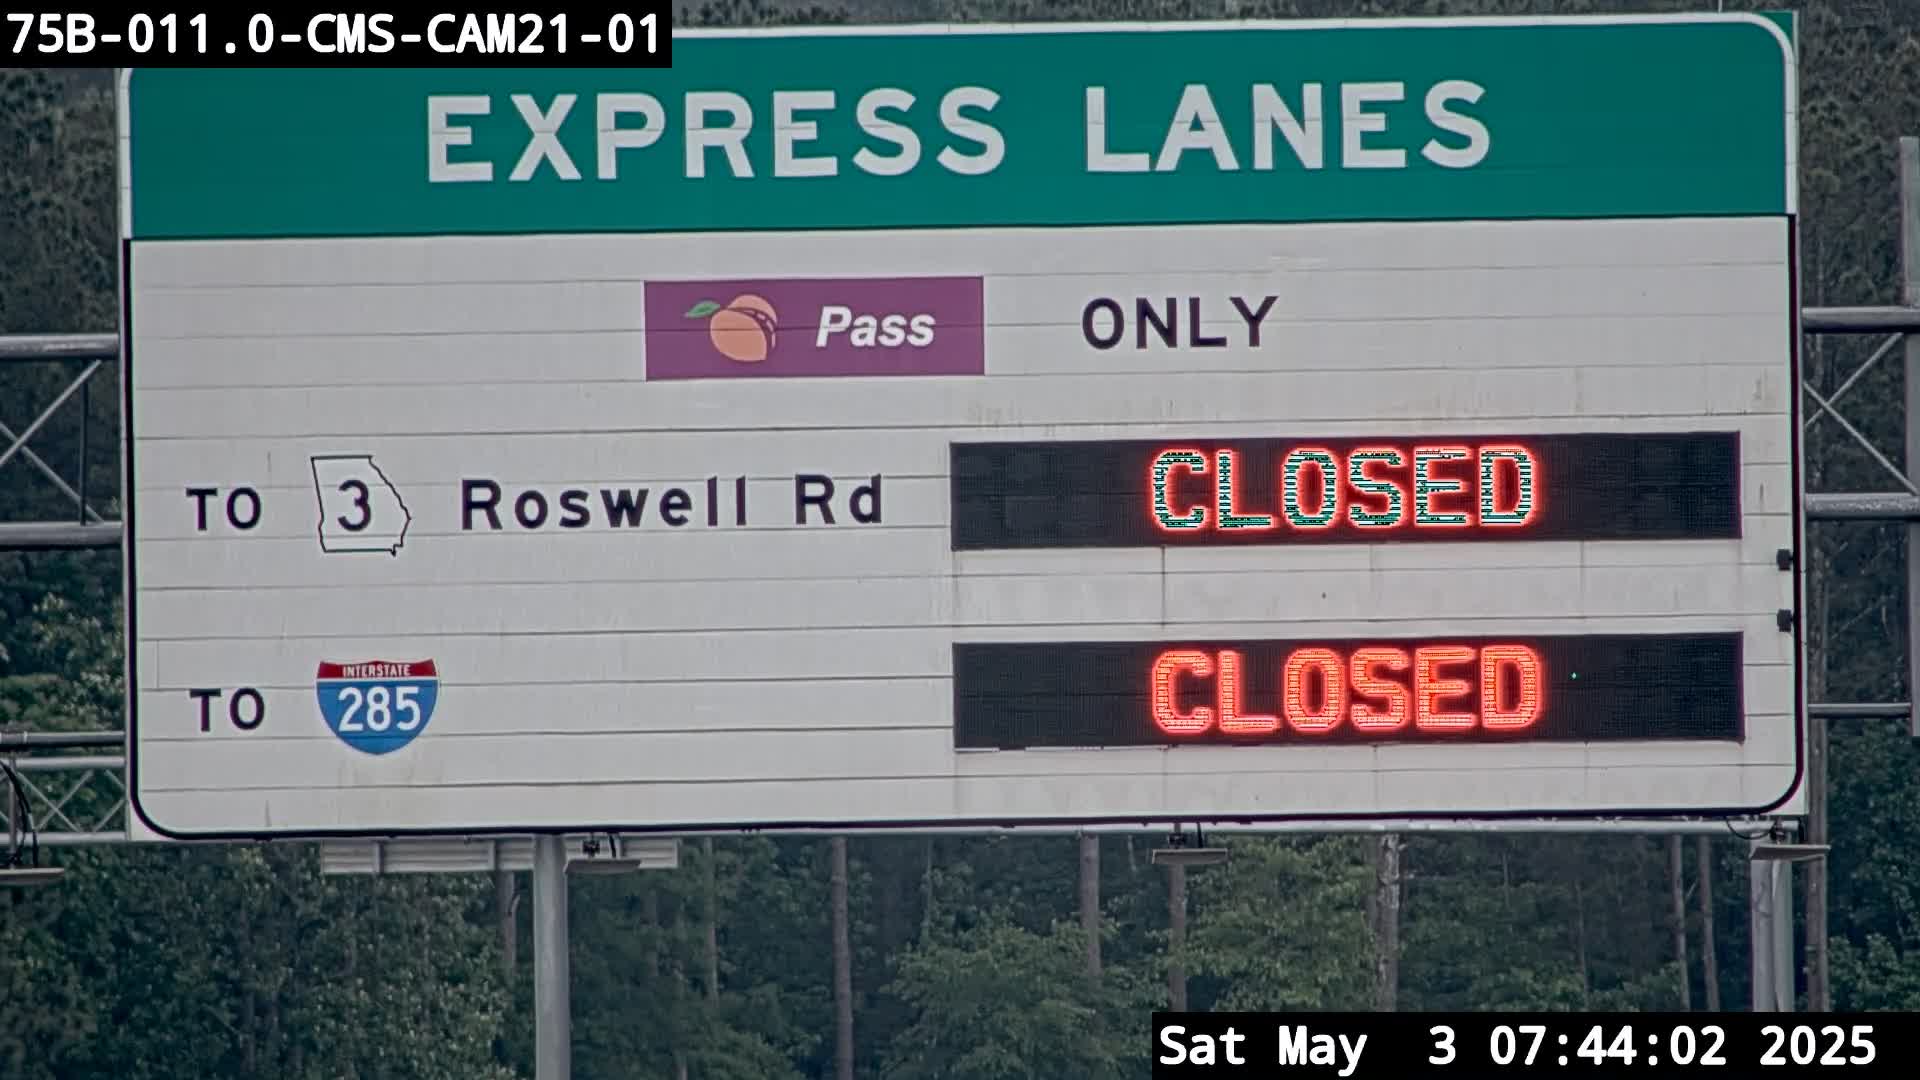 75B-011.0-CMS-CAM21-01
EXPRESS LANES
Pass ONLY
TO 3 Roswell Rd CLOSED
INTERSTATE
TO 285 CLOSED
Sat May 3 07:44:02 2025